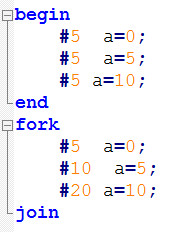 begin
    #5  a=0;
    #5  a=5;
    #5 a=10;
end
fork
    #5  a=0;
    #10  a=5;
    #20 a=10;
join